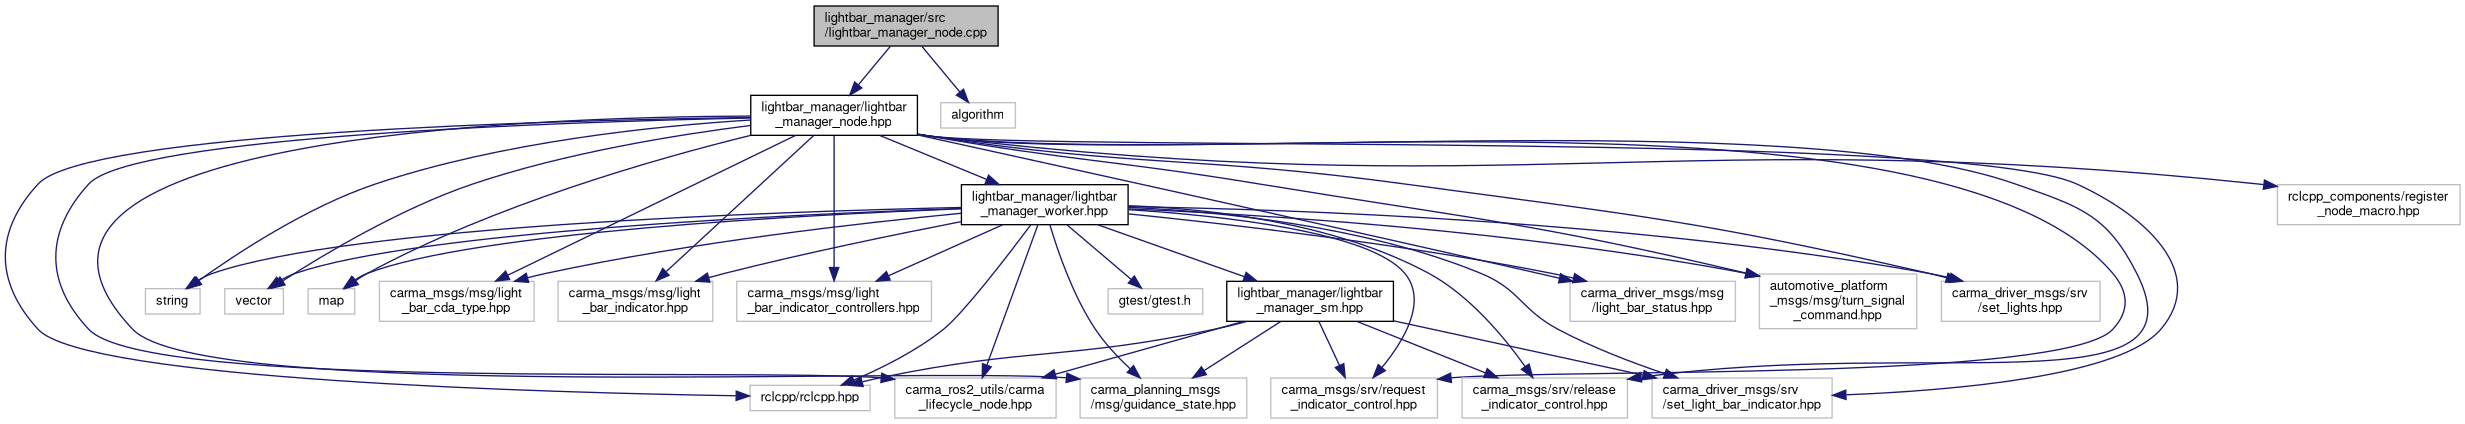 lightbar_manager/src
/lightbar_manager_node.cpp
lightbar_manager/lightbar
_manager_node.hpp
algorithm
lightbar_manager/lightbar
_manager_worker.hpp
rclcpp_components/register
_node_macro.hpp
string
vector
map
carma_msgs/msg/light
_bar_cda_type.hpp
carma_msgs/msg/light
_bar_indicator.hpp
carma_msgs/msg/light
_bar_indicator_controllers.hpp
gtest/gtest.h
lightbar_manager/lightbar
_manager_sm.hpp
carma_driver_msgs/msg
/light_bar_status.hpp
automotive_platform
_msgs/msg/turn_signal
_command.hpp
carma_driver_msgs/srv
/set_lights.hpp
rclcpp/rclcpp.hpp
carma_ros2_utils/carma
_lifecycle_node.hpp
carma_planning_msgs
/msg/guidance_state.hpp
carma_msgs/srv/request
_indicator_control.hpp
carma_msgs/srv/release
_indicator_control.hpp
carma_driver_msgs/srv
/set_light_bar_indicator.hpp